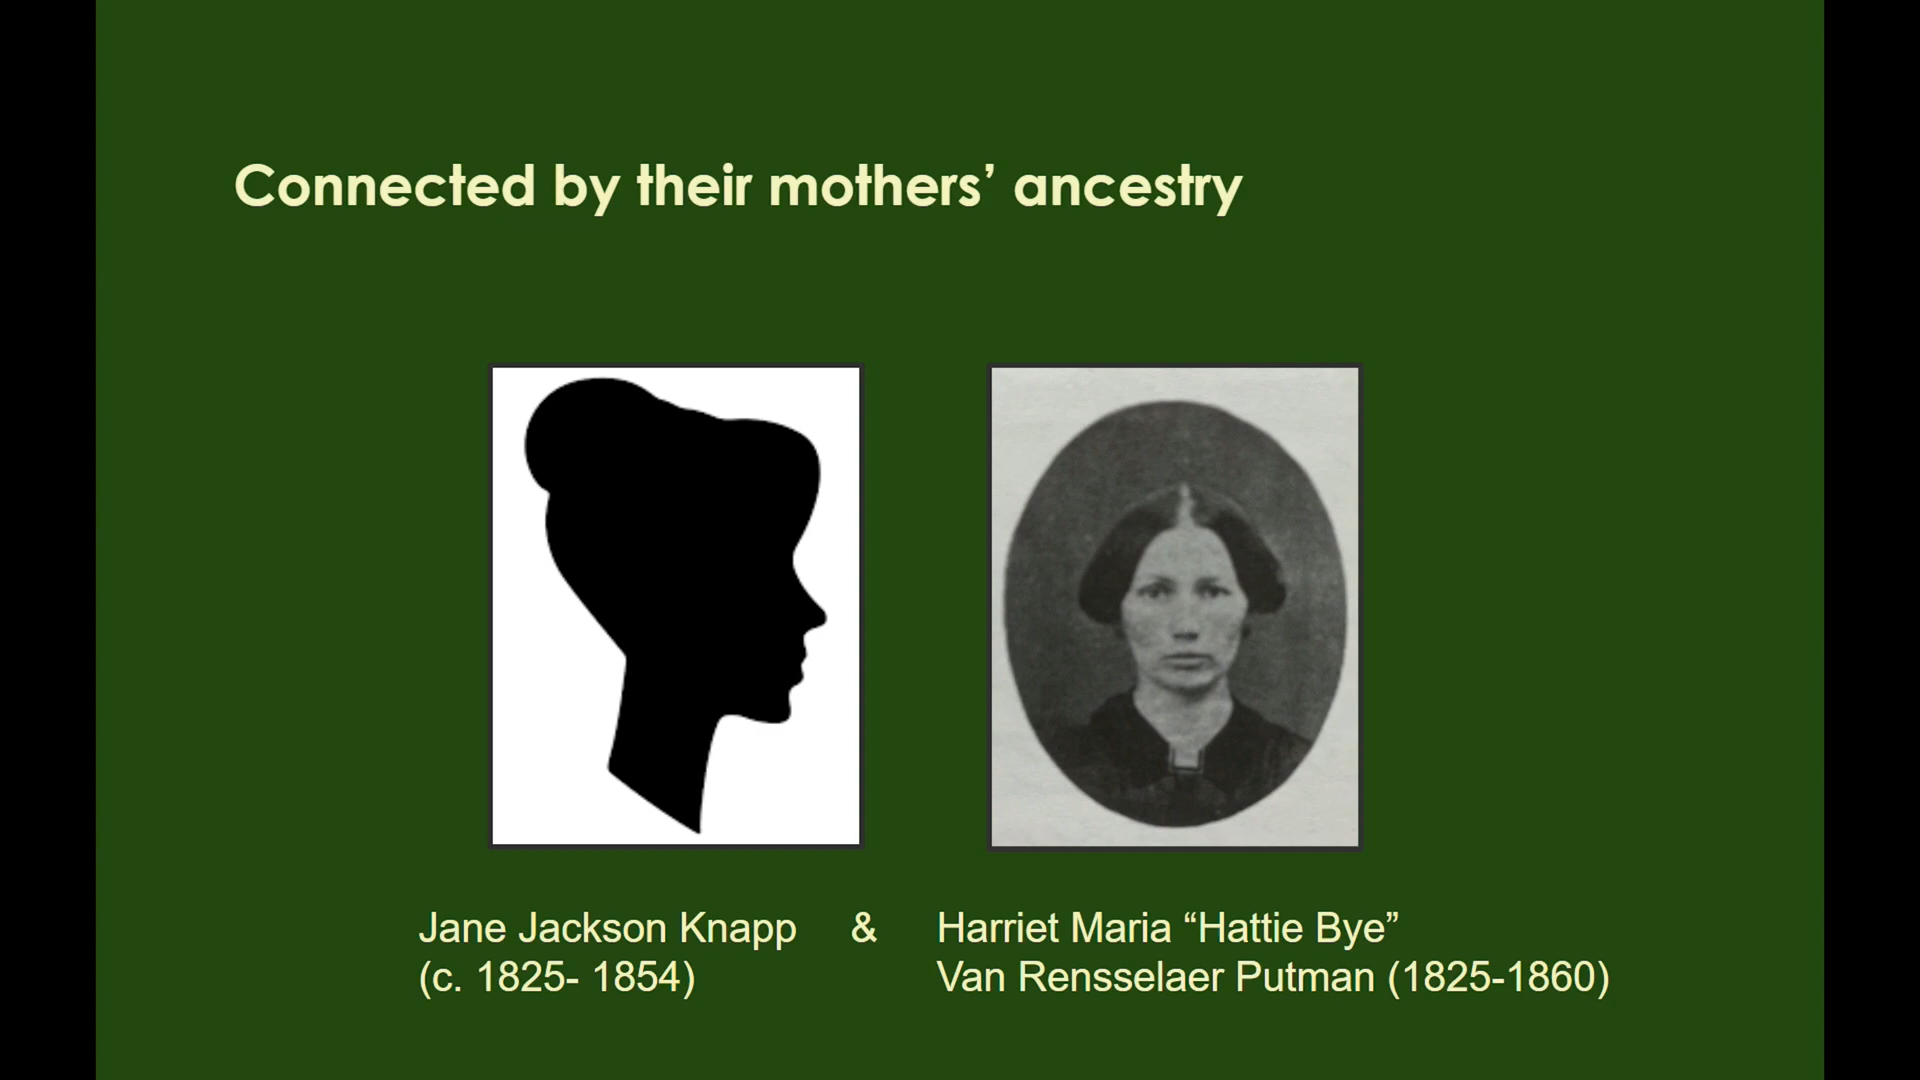 Connected by their mothers’ ancestry
Jane Jackson Knapp & Harriet Maria “Hattie Bye”
(c. 1825- 1854) Van Rensselaer Putman (1825-1860)